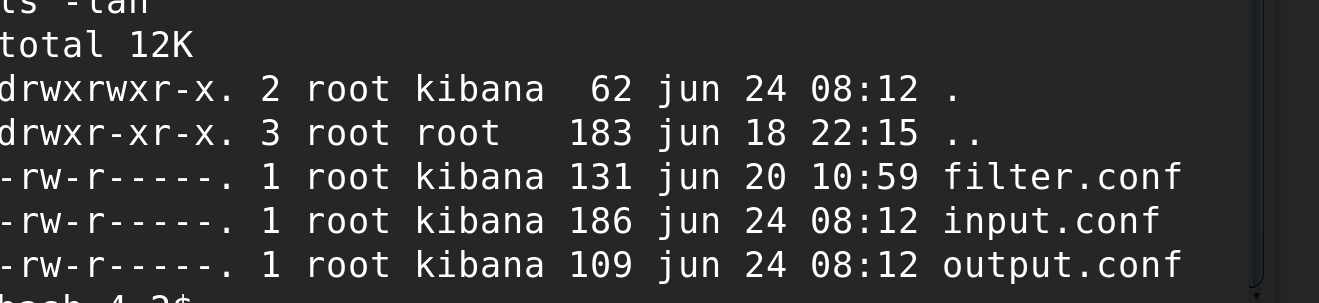 ls -lah
total 12K
drwxrwxr-x. 2 root kibana  62 jun 24 08:12 .
drwxr-xr-x. 3 root root   183 jun 18 22:15 ..
-rw-r-----. 1 root kibana 131 jun 20 10:59 filter.conf
-rw-r-----. 1 root kibana 186 jun 24 08:12 input.conf
-rw-r-----. 1 root kibana 109 jun 24 08:12 output.conf
bash-4.2$